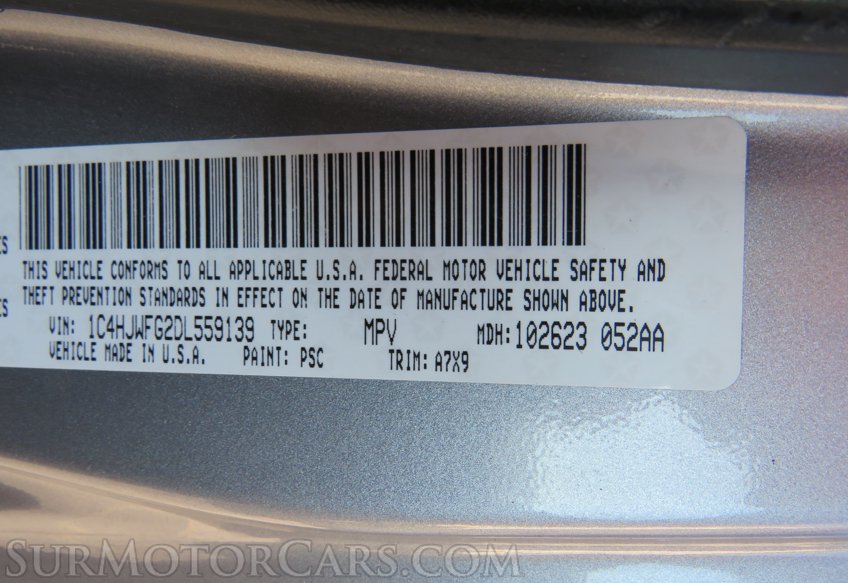 ES
THIS VEHICLE CONFORMS TO ALL APPLICABLE U.S.A. FEDERAL MOTOR VEHICLE SAFETY AND
THEFT PREVENTION STANDARDS IN EFFECT ON THE DATE OF MANUFACTURE SHOWN ABOVE.
ES
VIN: 1C4HJWFG2DL559139 TYPE: MPV MDH: 102623 052AA
VEHICLE MADE IN U.S.A. PAINT: PSC TRIM: A7X9
SURMOTORCARS.COM